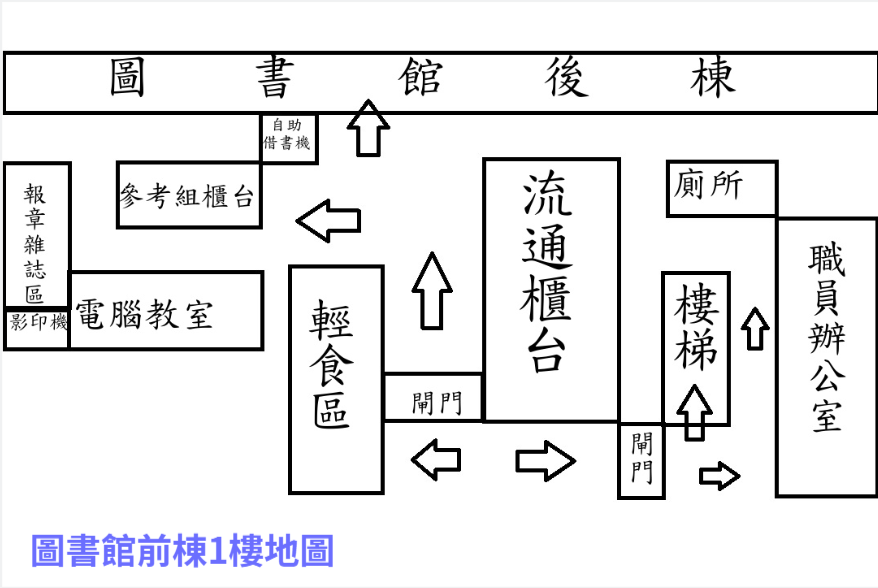 圖書館後棟
自助
借書機
參考組櫃台
報章雜誌區
影印機
電腦教室
輕食區
閘門
流通櫃台
閘門
樓梯
廁所
職員辦公室
圖書館前棟1樓地圖